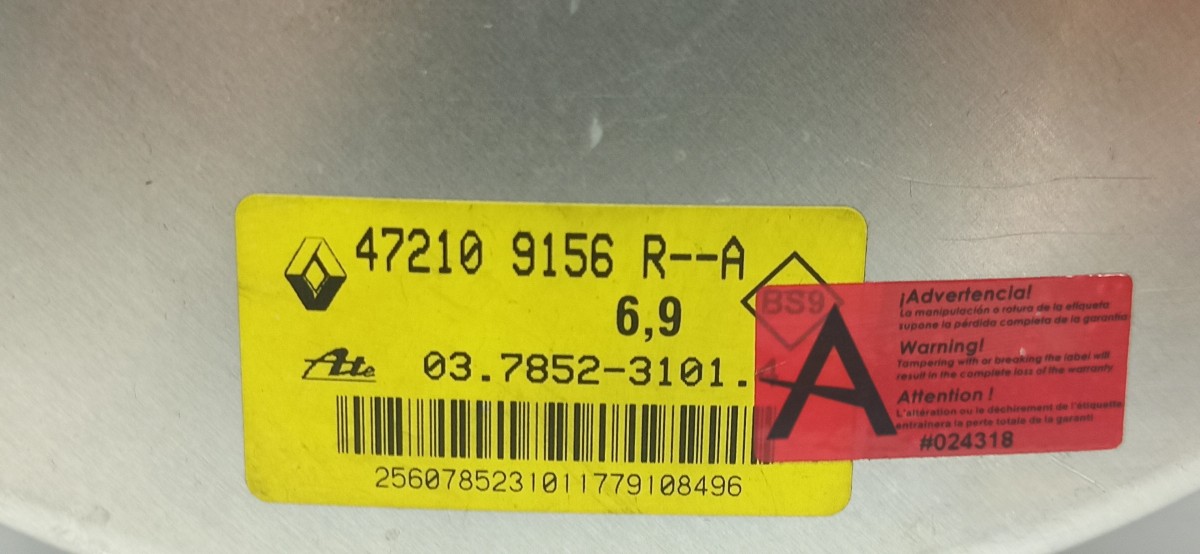 47210 9156 R--A
6,9
BS9
Ate 03.7852-3101.4
2560785231011779108496
A
¡Advertencia!
La manipulación o rotura de la etiqueta
supone la pérdida completa de la garantía
Warning!
Tampering with or breaking the label will
result in the complete loss of the warranty
Attention !
L'altération ou le déchirement de l'étiquette
entraînera la perte totale de la garanti
#024318